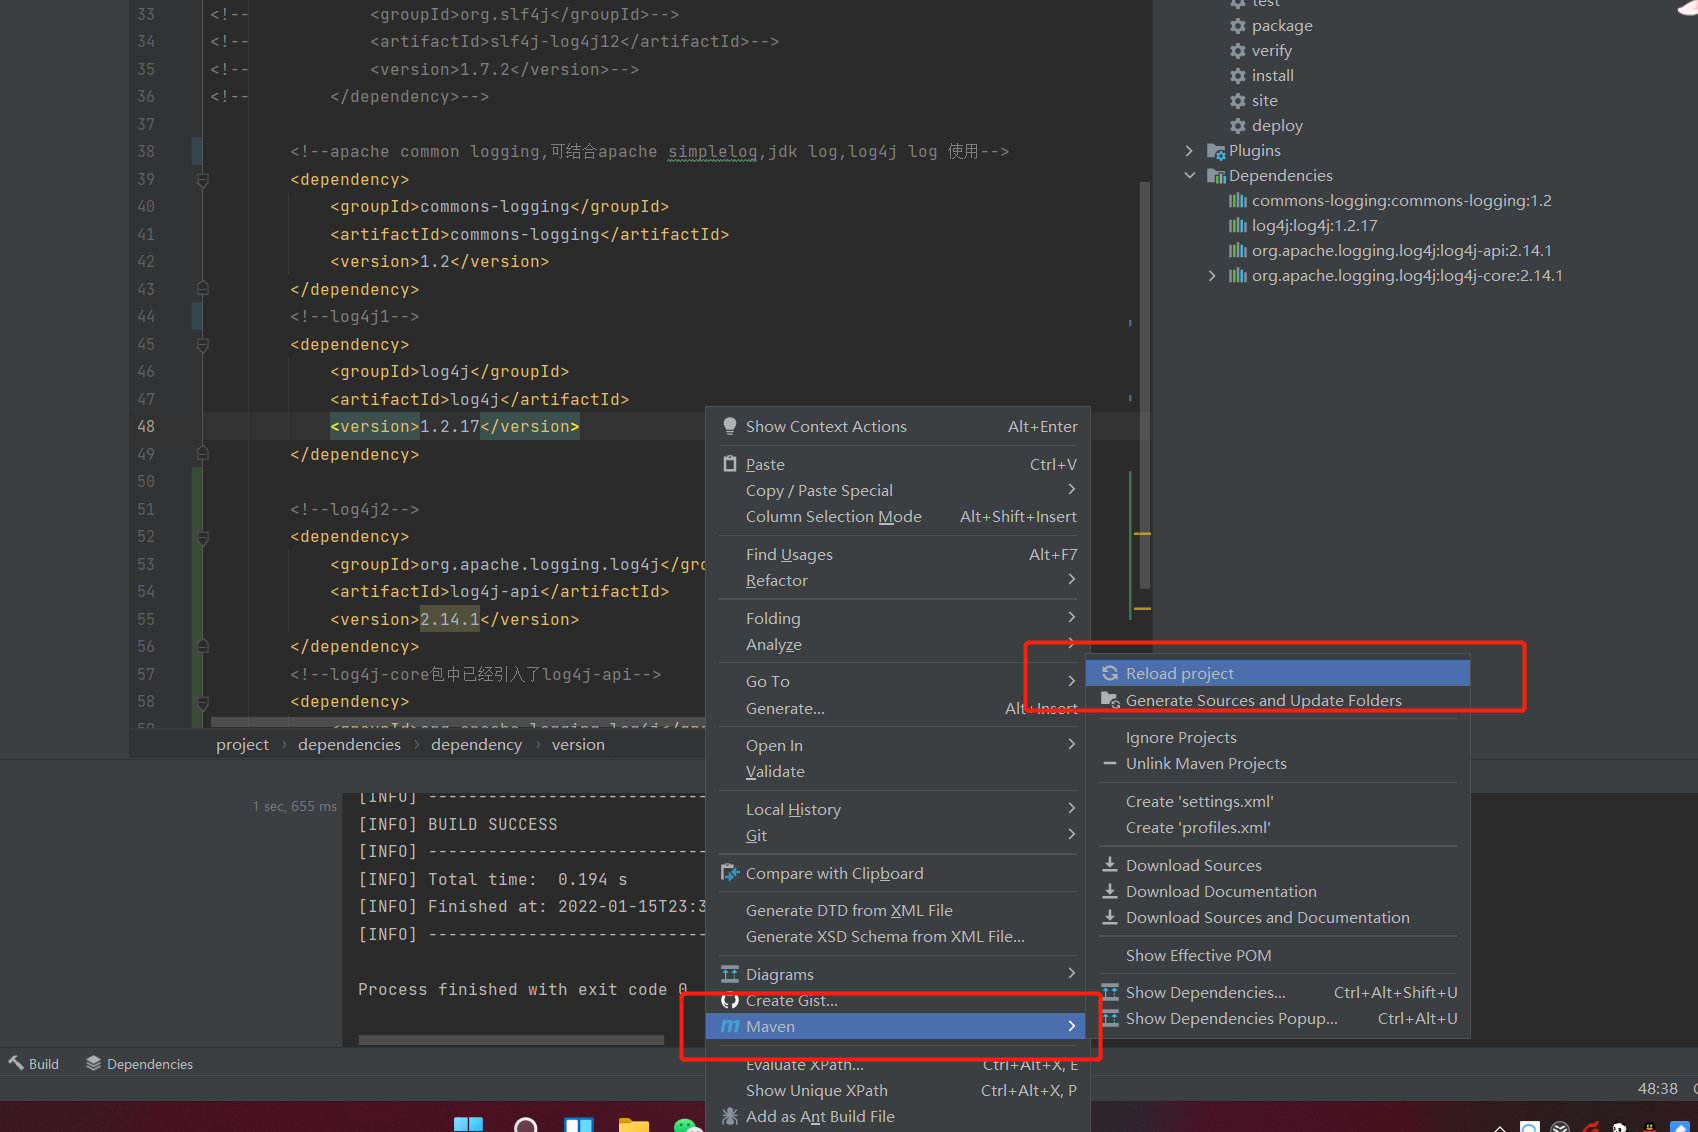 33 <!-- <groupId>org.slf4j</groupId>-->
34 <!-- <artifactId>slf4j-log4j12</artifactId>-->
35 <!-- <version>1.7.2</version>-->
36 <!-- </dependency>-->
37
38 <!--apache common logging,可结合apache simplelog,jdk log,log4j log 使用-->
39 <dependency>
40 <groupId>commons-logging</groupId>
41 <artifactId>commons-logging</artifactId>
42 <version>1.2</version>
43 </dependency>
44 <!--log4j1-->
45 <dependency>
46 <groupId>log4j</groupId>
47 <artifactId>log4j</artifactId>
48 <version>1.2.17</version>
49 </dependency>
50
51 <!--log4j2-->
52 <dependency>
53 <groupId>org.apache.logging.log4j</gro
54 <artifactId>log4j-api</artifactId>
55 <version>2.14.1</version>
56 </dependency>
57 <!--log4j-core包中已经引入了log4j-api-->
58 <dependency>
project › dependencies › dependency › version
test
package
verify
install
site
deploy
Plugins
Dependencies
commons-logging:commons-logging:1.2
log4j:log4j:1.2.17
org.apache.logging.log4j:log4j-api:2.14.1
org.apache.logging.log4j:log4j-core:2.14.1
Show Context Actions Alt+Enter
Paste Ctrl+V
Copy / Paste Special
Column Selection Mode Alt+Shift+Insert
Find Usages Alt+F7
Refactor
Folding
Analyze
Go To
Generate... Alt+Insert
Open In
Validate
Local History
Git
Compare with Clipboard
Generate DTD from XML File
Generate XSD Schema from XML File...
Diagrams
Create Gist...
Maven
Evaluate XPath... Ctrl+Alt+X, E
Show Unique XPath Ctrl+Alt+X, P
Add as Ant Build File
Reload project
Generate Sources and Update Folders
Ignore Projects
Unlink Maven Projects
Create 'settings.xml'
Create 'profiles.xml'
Download Sources
Download Documentation
Download Sources and Documentation
Show Effective POM
Show Dependencies... Ctrl+Alt+Shift+U
Show Dependencies Popup... Ctrl+Alt+U
1 sec, 655 ms
[INFO] ----------------------------
[INFO] BUILD SUCCESS
[INFO] ----------------------------
[INFO] Total time:  0.194 s
[INFO] Finished at: 2022-01-15T23:3
[INFO] ----------------------------
Process finished with exit code 0
Build Dependencies
48:38